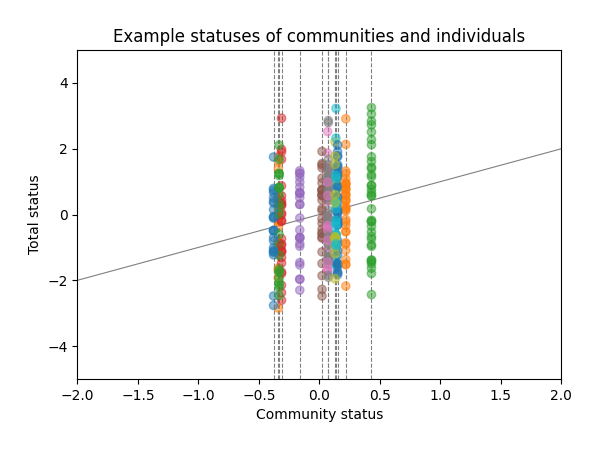 Example statuses of communities and individuals
Total status
4
2
0
−2
−4
−2.0 −1.5 −1.0 −0.5 0.0 0.5 1.0 1.5 2.0
Community status